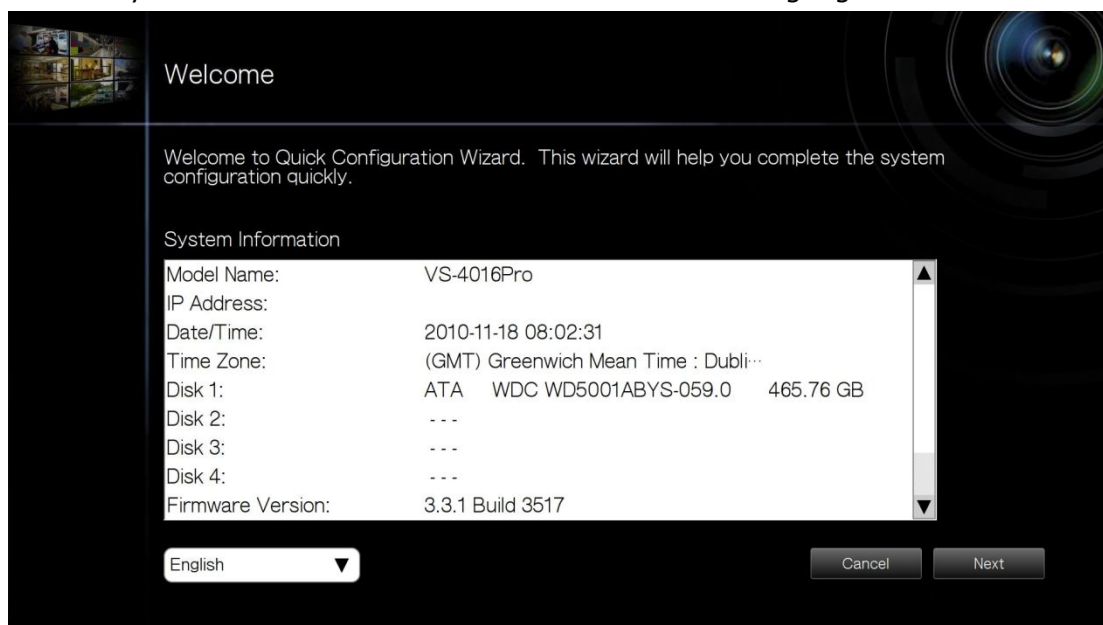 Welcome
Welcome to Quick Configuration Wizard. This wizard will help you complete the system
configuration quickly.
System Information
Model Name: VS-4016Pro
IP Address:
Date/Time: 2010-11-18 08:02:31
Time Zone: (GMT) Greenwich Mean Time : Dubli…
Disk 1: ATA WDC WD5001ABYS-059.0 465.76 GB
Disk 2: ---
Disk 3: ---
Disk 4: ---
Firmware Version: 3.3.1 Build 3517
English Cancel Next